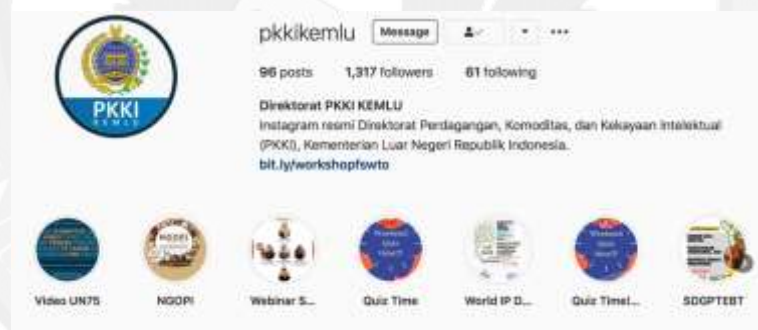 pkkikemlu Message
96 posts 1,317 followers 61 following
Direktorat PKKI KEMLU
Instagram resmi Direktorat Perdagangan, Komoditas, dan Kekayaan Intelektual
(PKKI), Kementerian Luar Negeri Republik Indonesia.
bit.ly/workshopfswto
PKKI
KEMLU
Video UN75 NGOPI Webinar S... Quiz Time World IP D... Quiz Time!... SDGPTEBT